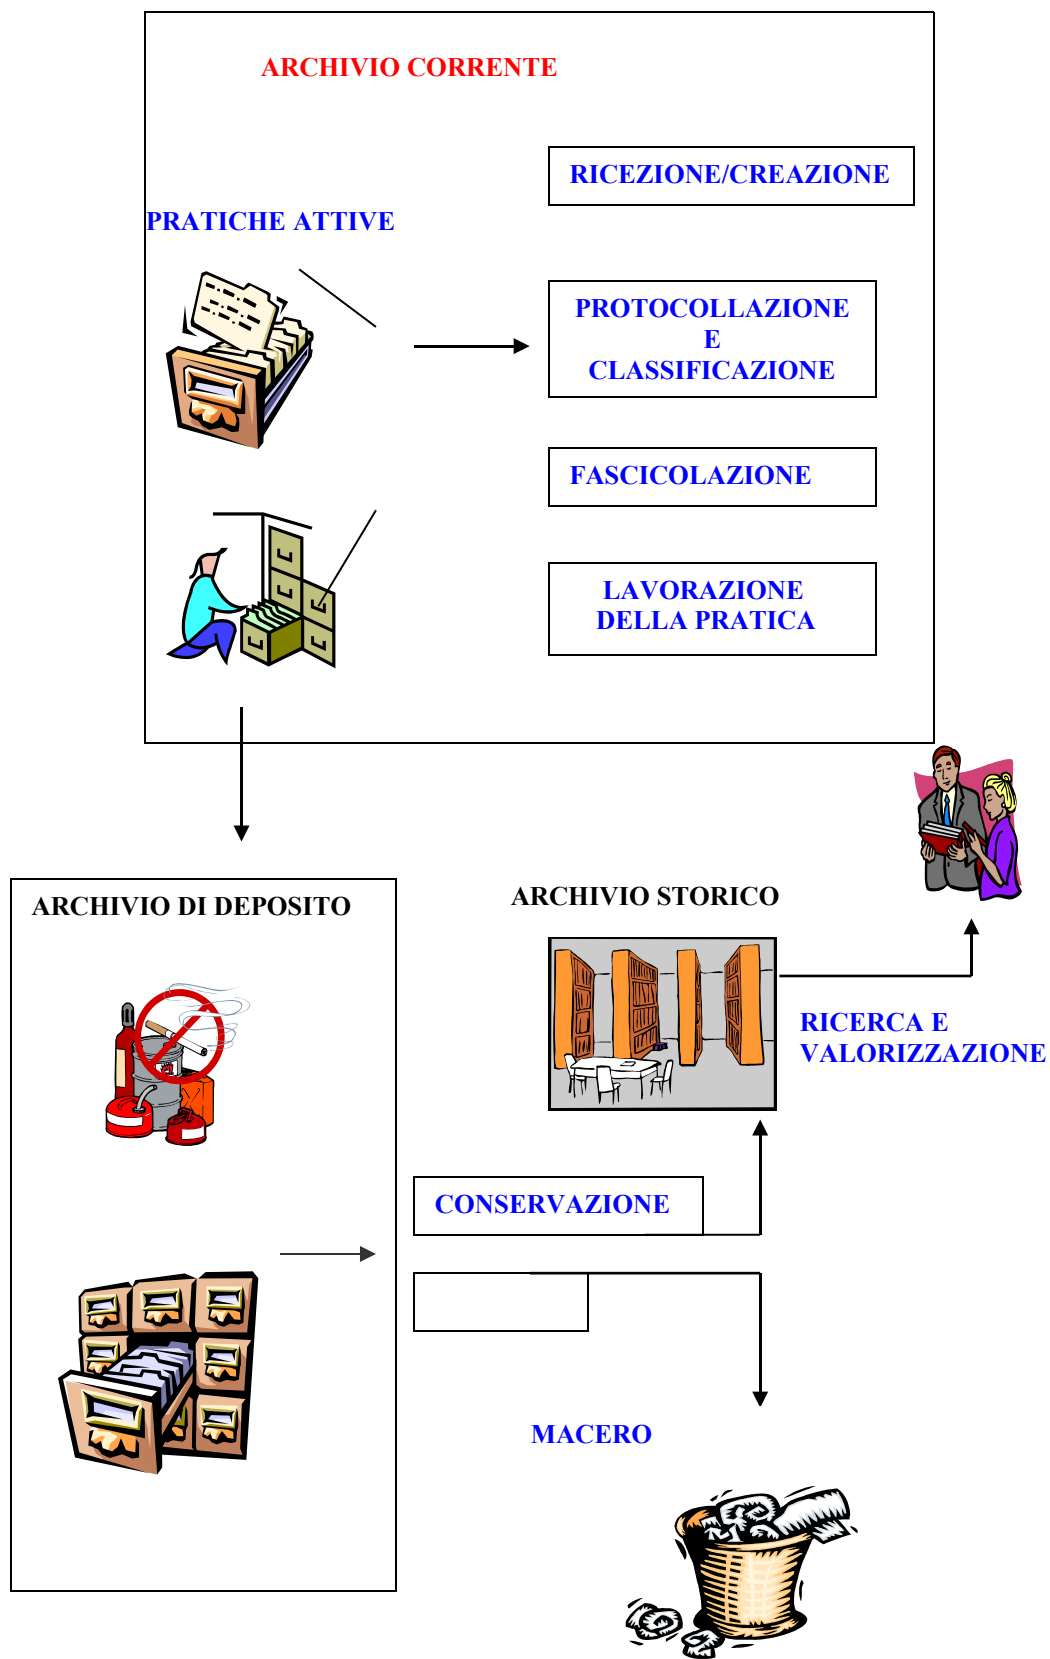 ARCHIVIO CORRENTE
RICEZIONE/CREAZIONE
PRATICHE ATTIVE
PROTOCOLLAZIONE
E
CLASSIFICAZIONE
FASCICOLAZIONE
LAVORAZIONE
DELLA PRATICA
ARCHIVIO DI DEPOSITO
ARCHIVIO STORICO
RICERCA E
VALORIZZAZIONE
CONSERVAZIONE
MACERO